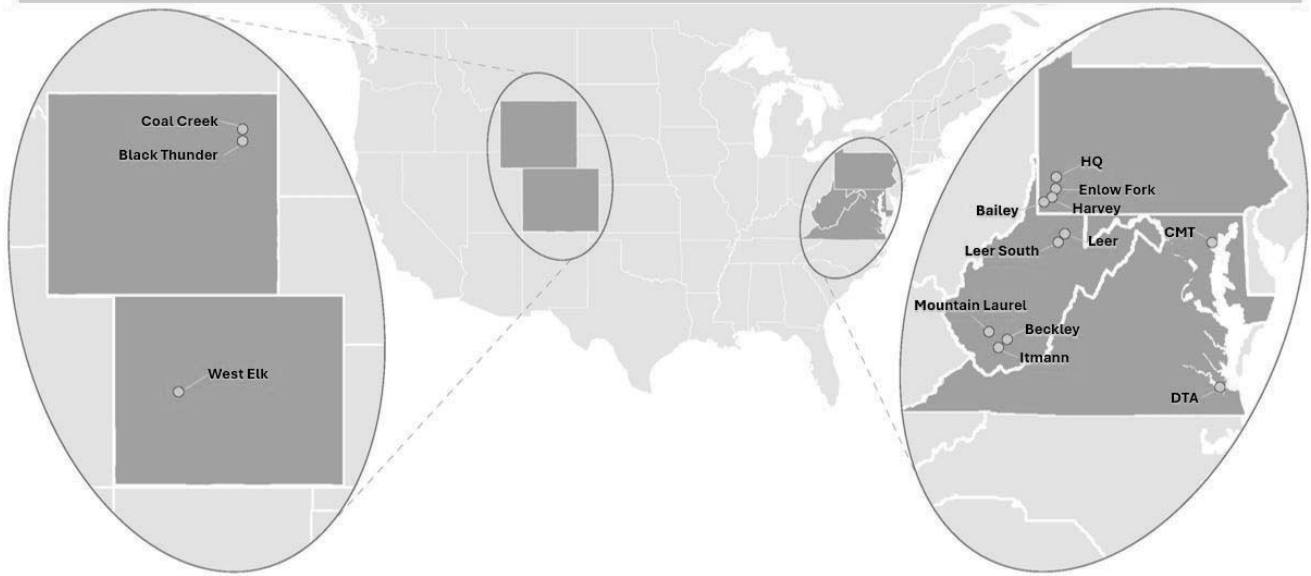 Coal Creek
Black Thunder
West Elk
HQ
Enlow Fork
Bailey
Harvey
CMT
Leer South
Leer
Mountain Laurel
Beckley
Itmann
DTA